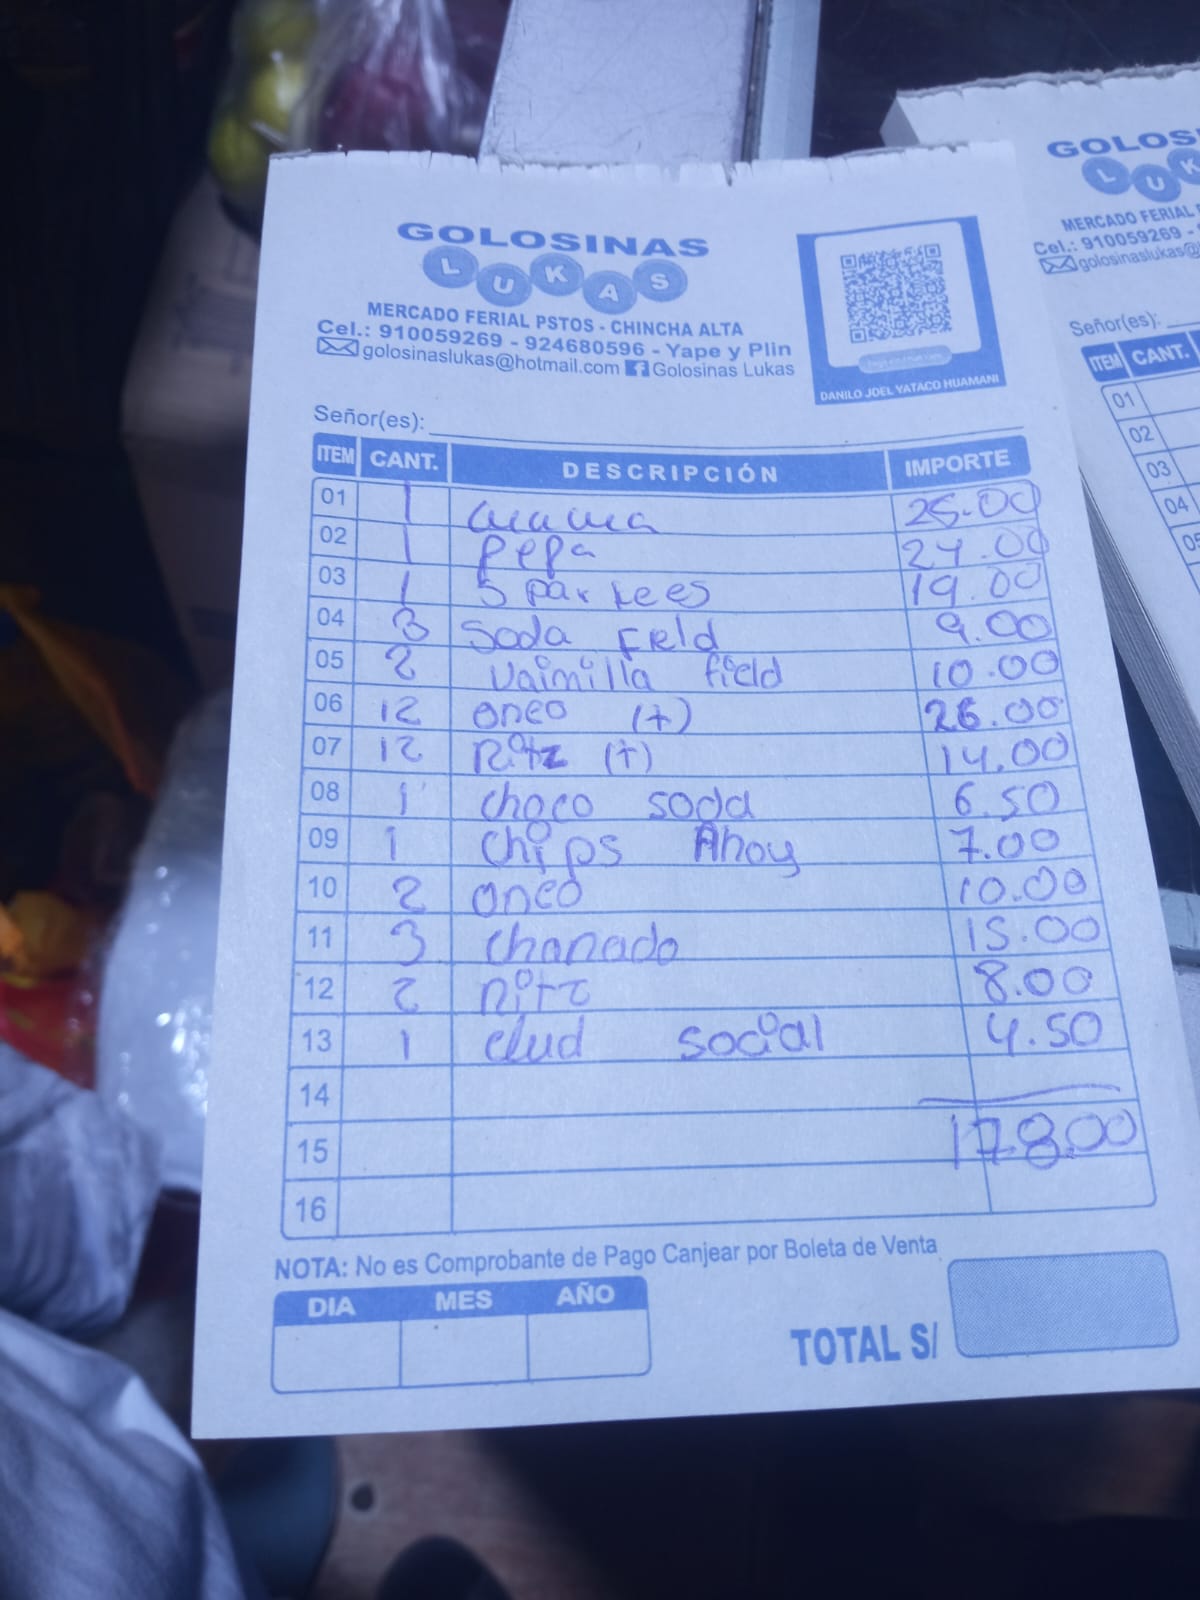 GOLOSINAS
LUKAS
MERCADO FERIAL PSTOS - CHINCHA ALTA
Cel.: 910059269 - 924680596 - Yape y Plin
golosinaslukas@hotmail.com Golosinas Lukas
DANILO JOEL YATACO HUAMANI
Señor(es):
ITEM CANT. DESCRIPCIÓN IMPORTE
01 1 25.00
02 1 pepa 24.00
03 1 5 par kees 19.00
04 3 Soda Field 9.00
05 2 Vainilla field 10.00
06 12 oreo (+) 26.00
07 12 Ritz (+) 14.00
08 1 choco soda 6.50
09 1 chips Ahoy 7.00
10 2 oreo 10.00
11 3 chanado 15.00
12 2 ritz 8.00
13 1 clud social 4.50
14
15 178.00
16
NOTA: No es Comprobante de Pago Canjear por Boleta de Venta
DIA MES AÑO
TOTAL S/
GOLOS
LUK
MERCADO FERIAL
Cel.: 910059269 -
golosinaslukas@
Señor(es):
ITEM CANT.
01
02
03
04
05